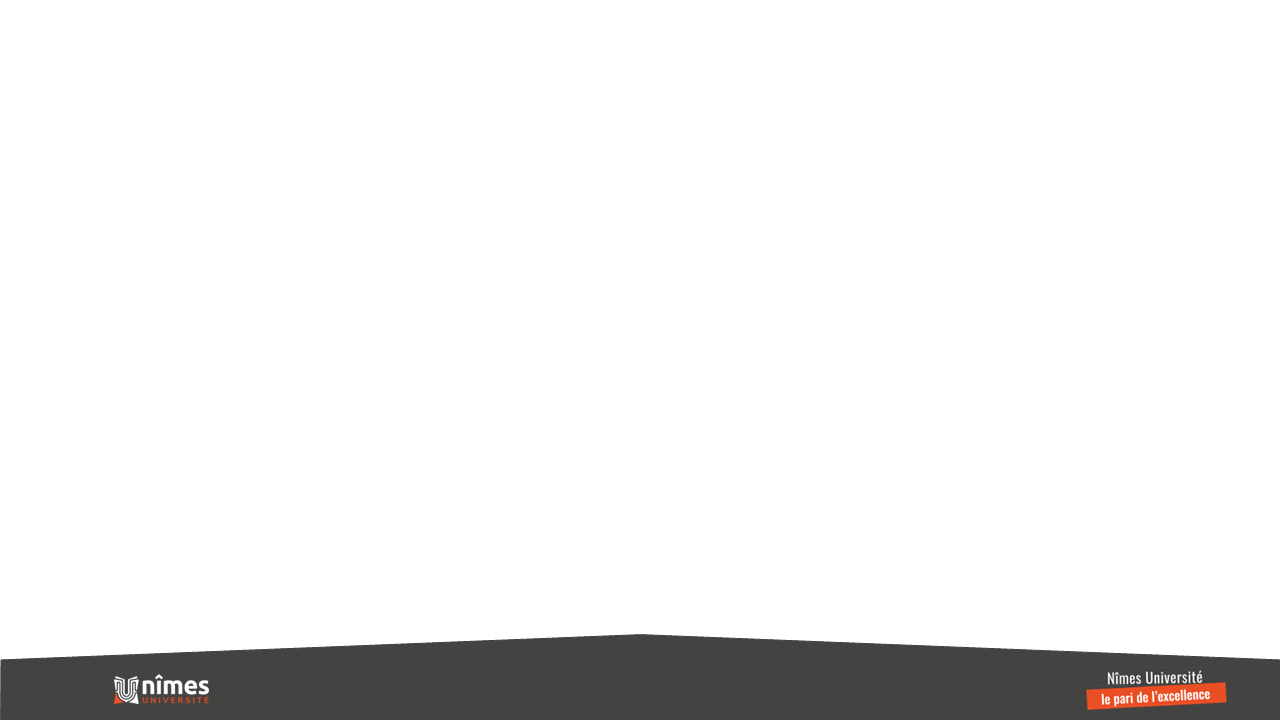 nîmes
UNIVERSITÉ
Nîmes Université
le pari de l'excellence